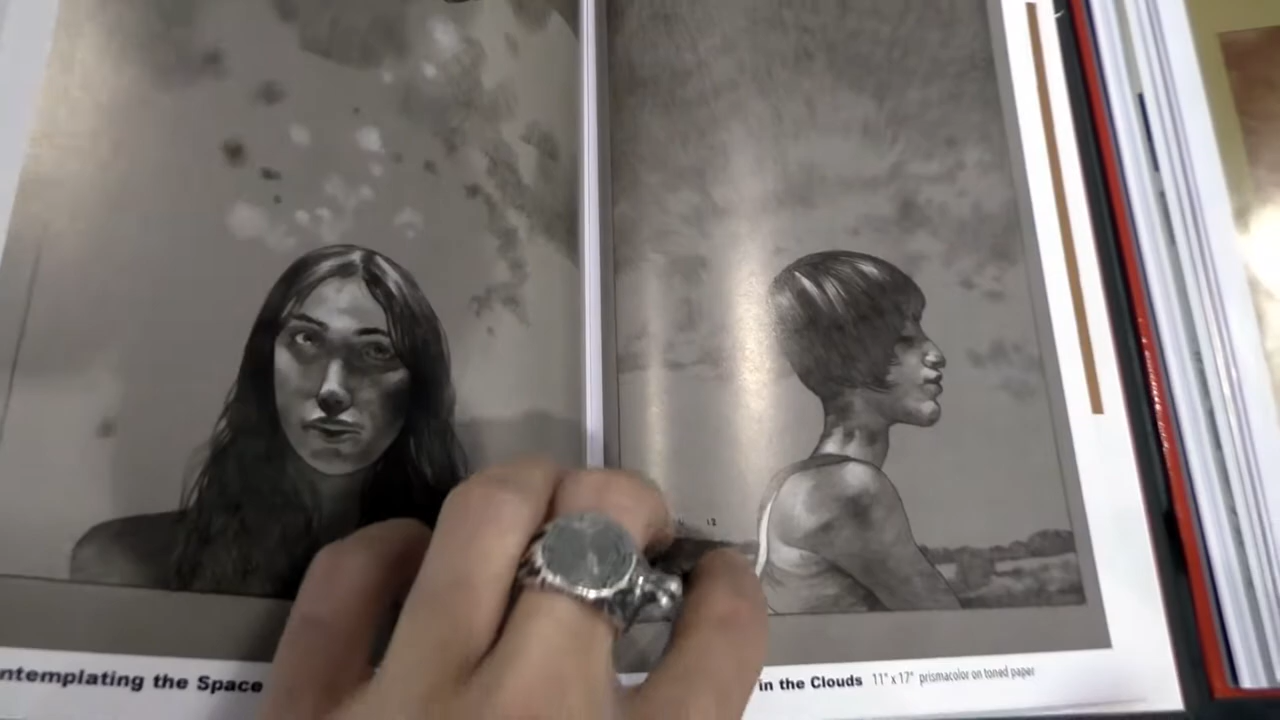 ntemplating the Space
in the Clouds 11" x 17" prismacolor on toned paper